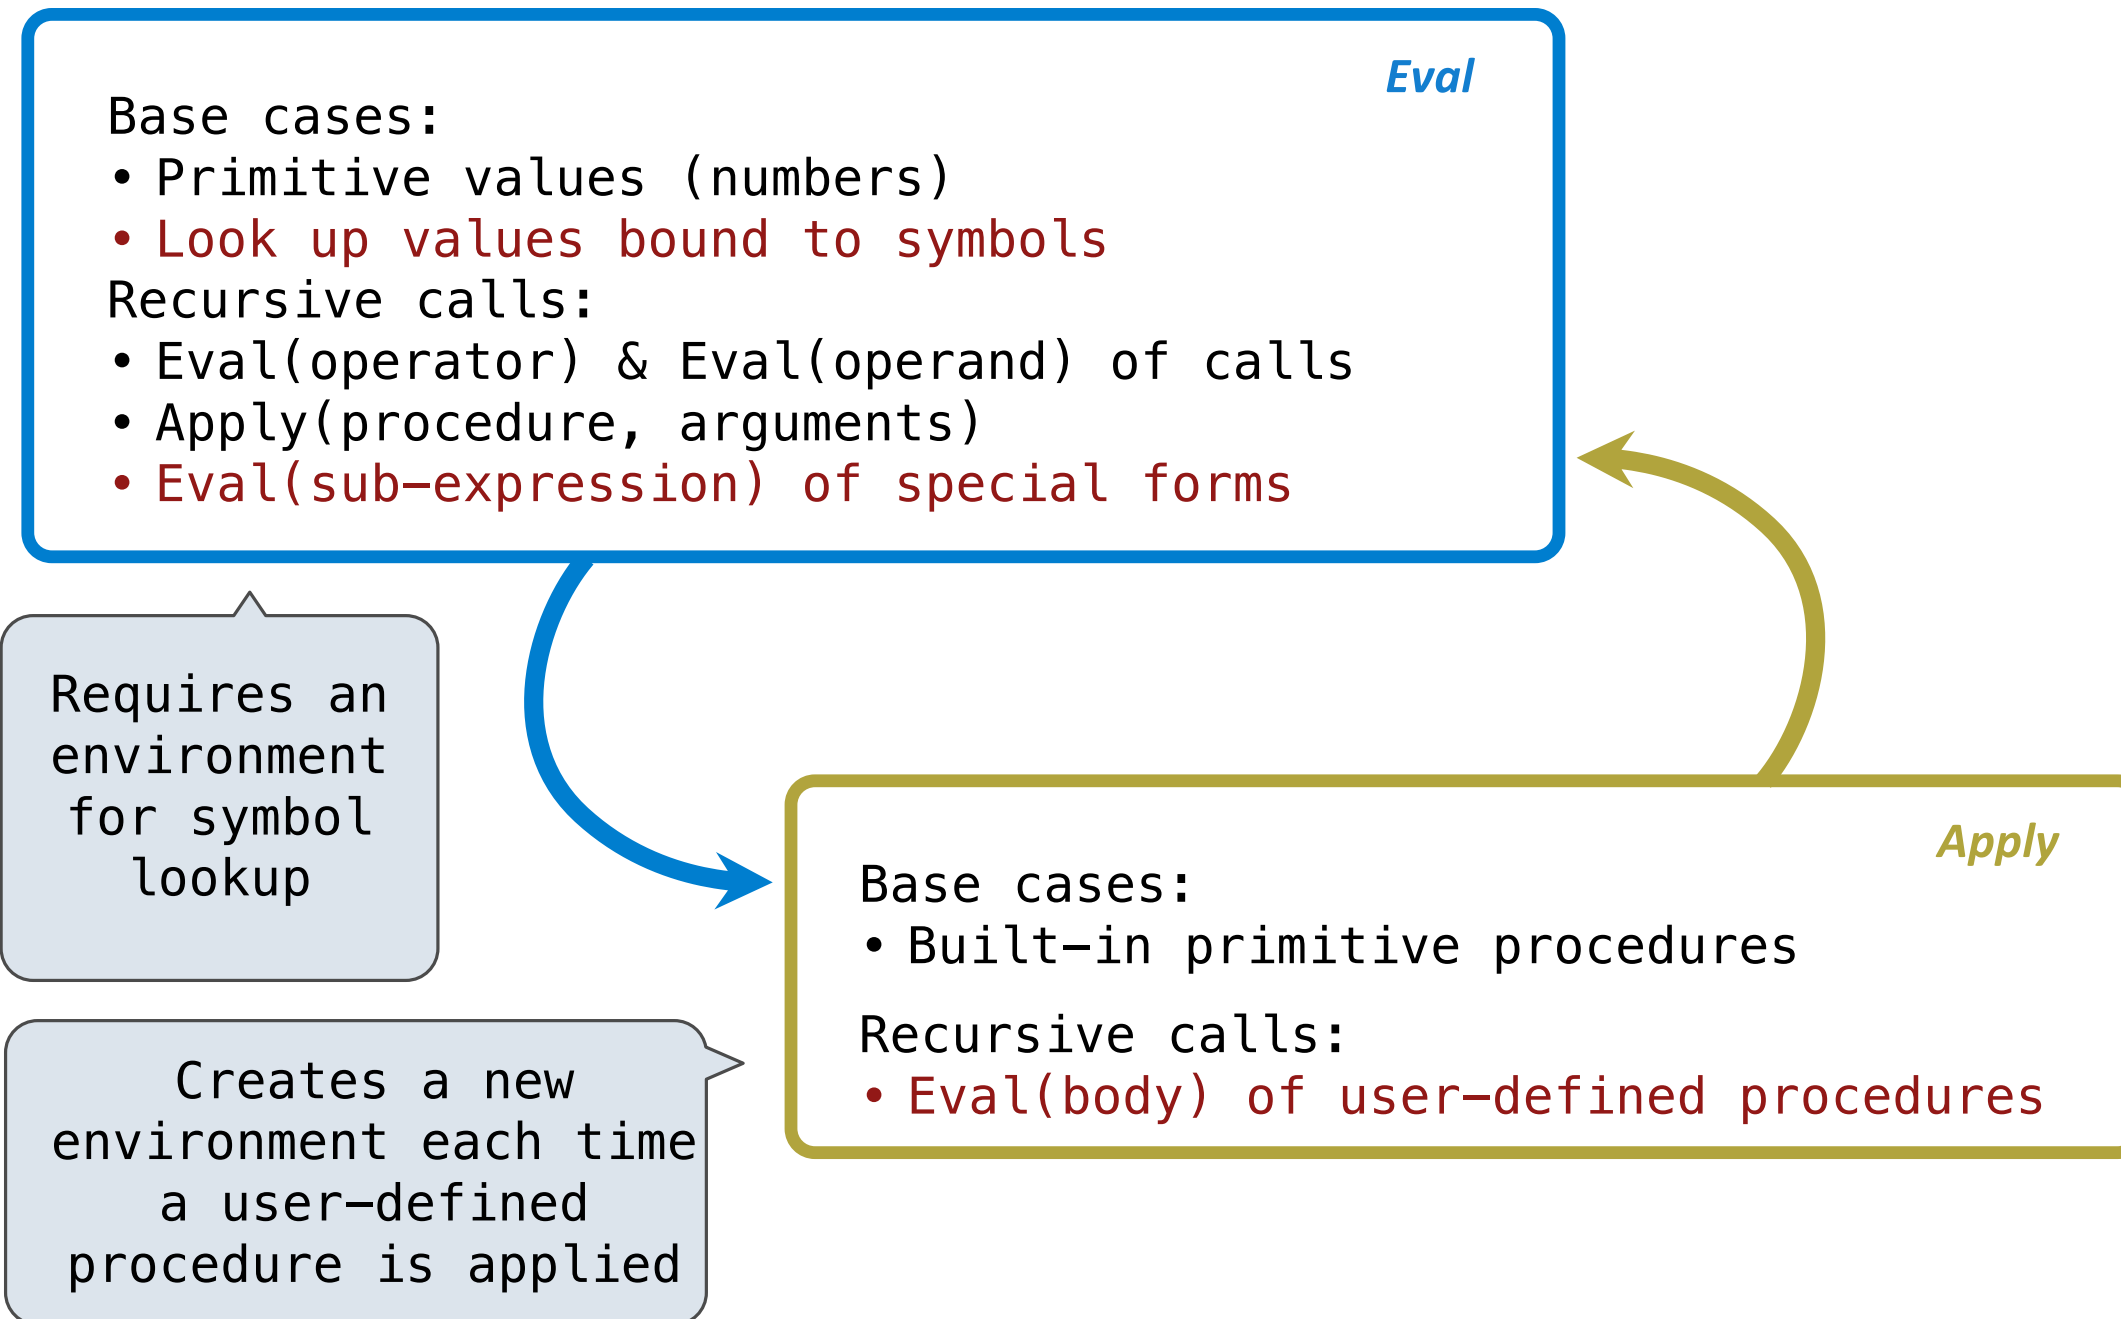 Eval
Base cases:
• Primitive values (numbers)
• Look up values bound to symbols
Recursive calls:
• Eval(operator) & Eval(operand) of calls
• Apply(procedure, arguments)
• Eval(sub-expression) of special forms
Requires an
environment
for symbol
lookup
Apply
Base cases:
• Built-in primitive procedures
Recursive calls:
• Eval(body) of user-defined procedures
Creates a new
environment each time
a user-defined
procedure is applied